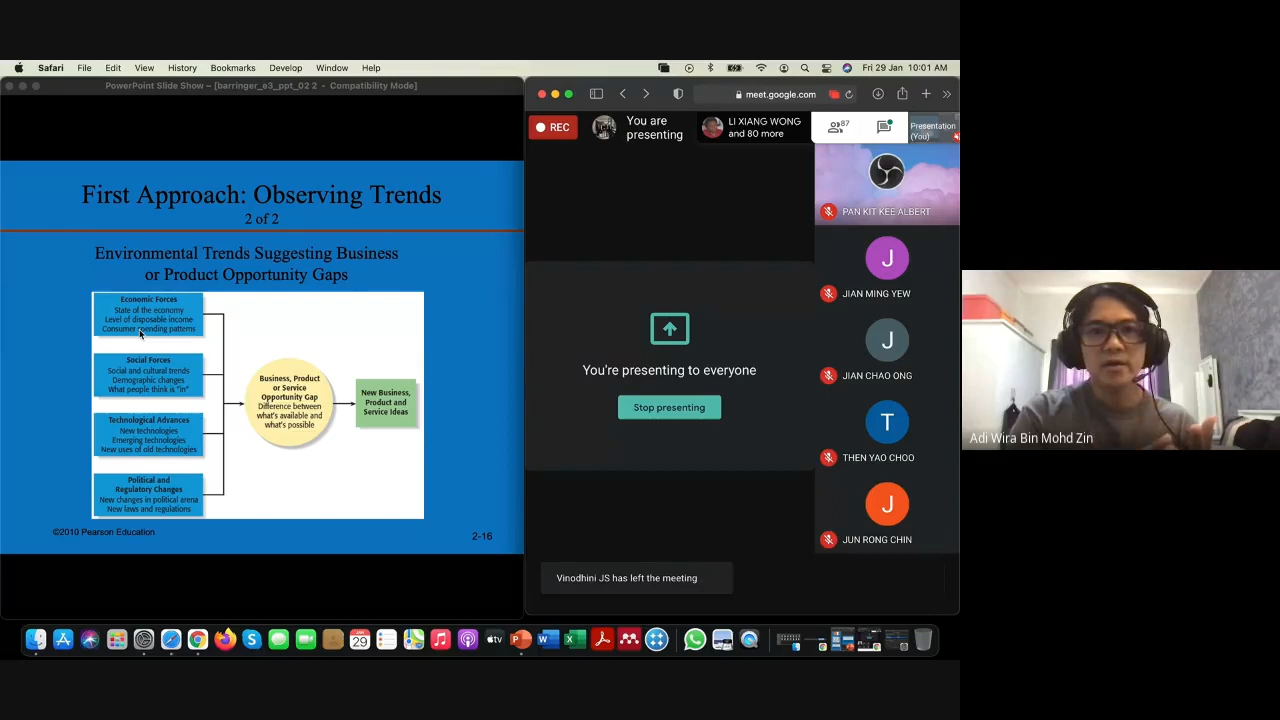 Safari File Edit View History Bookmarks Develop Window Help
Fri 29 Jan 10:01 AM
PowerPoint Slide Show ~ [barringer_e3_ppt_02 2 - Compatibility Mode]
First Approach: Observing Trends
2 of 2
Environmental Trends Suggesting Business
or Product Opportunity Gaps
Economic Forces
State of the economy
Level of disposable income
Consumer spending patterns
Social Forces
Social and cultural trends
Demographic changes
What people think is "in"
Technological Advances
New technologies
Emerging technologies
New uses of old technologies
Political and
Regulatory Changes
New changes in political arena
New laws and regulations
Business, Product
or Service
Opportunity Gap
Difference between
what's available and
what's possible
New Business,
Product and
Service Ideas
©2010 Pearson Education
2-16
meet.google.com
REC
You are
presenting
LI XIANG WONG
and 80 more
87
Presentation
(You)
PAN KIT KEE ALBERT
J
JIAN MING YEW
J
JIAN CHAO ONG
T
THEN YAO CHOO
J
JUN RONG CHIN
You're presenting to everyone
Stop presenting
Vinodhini JS has left the meeting
Adi Wira Bin Mohd Zin
29
tv